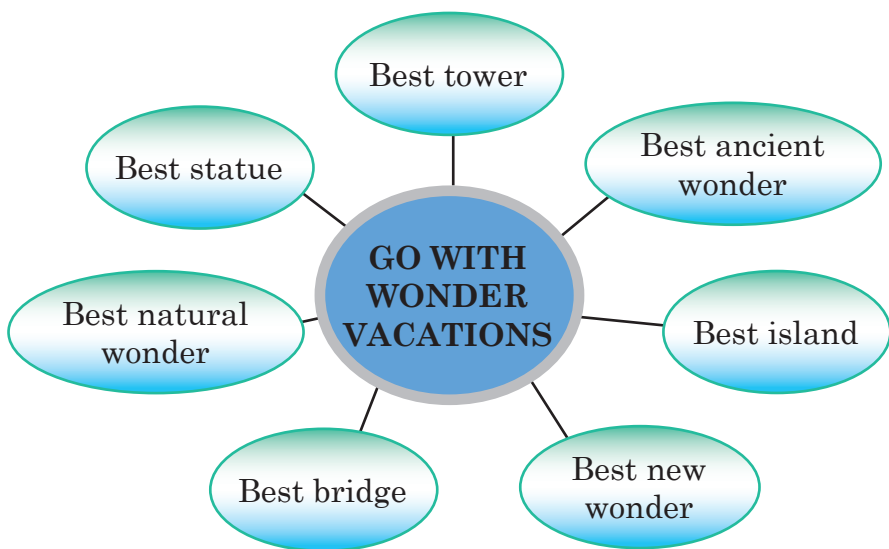 Best tower
Best ancient
wonder
Best statue
GO WITH
WONDER
VACATIONS
Best natural
wonder
Best island
Best bridge
Best new
wonder